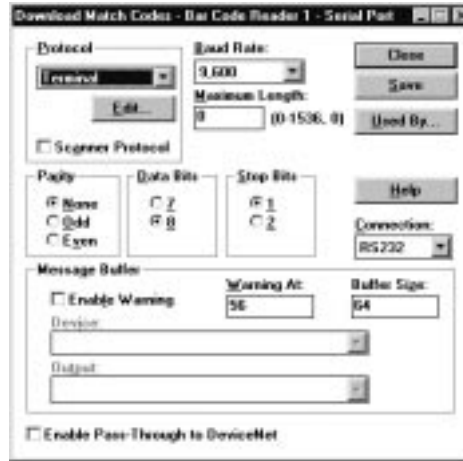 Download Match Codes - Bar Code Reader 1 - Serial Port
Protocol
Terminal
Edit...
Scanner Protocol
Baud Rate:
9,600
Maximum Length:
0 (0-1536, 0)
Close
Save
Used By...
Parity
None
Odd
Even
Data Bits
7
8
Stop Bits
1
2
Help
Connection:
RS232
Message Buffer
Enable Warning
Warning At:
56
Buffer Size:
64
Device:
Output:
Enable Pass-Through to DeviceNet